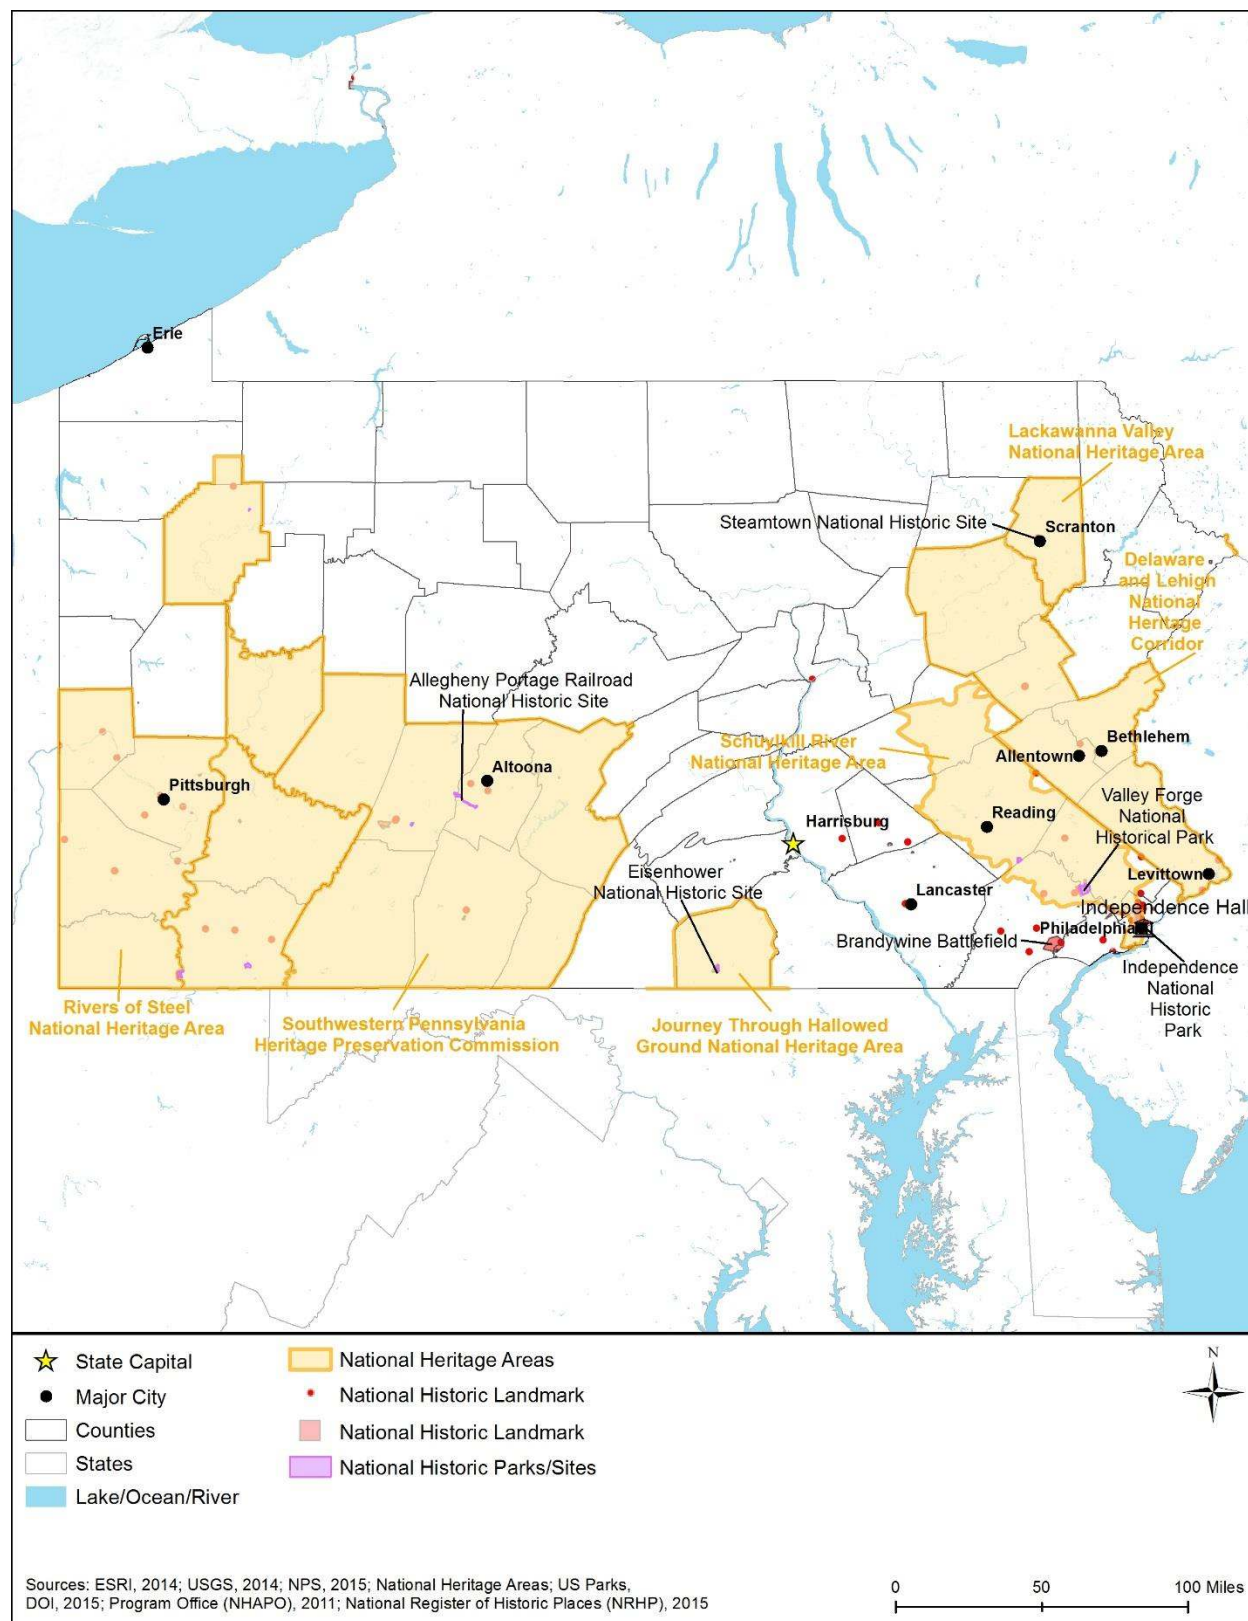 Erie
Lackawanna Valley
National Heritage Area
Steamtown National Historic Site
Scranton
Delaware
and Lehigh
National
Heritage
Corridor
Allegheny Portage Railroad
National Historic Site
Schuylkill River
National Heritage Area
Bethlehem
Allentown
Altoona
Pittsburgh
Valley Forge
National
Historical Park
Reading
Harrisburg
Eisenhower
National Historic Site
Levittown
Lancaster
Independence Hall
Philadelphia
Brandywine Battlefield
Independence
National
Historic
Park
Rivers of Steel
National Heritage Area
Southwestern Pennsylvania
Heritage Preservation Commission
Journey Through Hallowed
Ground National Heritage Area
State Capital
Major City
Counties
States
Lake/Ocean/River
National Heritage Areas
National Historic Landmark
National Historic Landmark
National Historic Parks/Sites
N
Sources: ESRI, 2014; USGS, 2014; NPS, 2015; National Heritage Areas; US Parks,
DOI, 2015; Program Office (NHAPO), 2011; National Register of Historic Places (NRHP), 2015
0 50 100 Miles